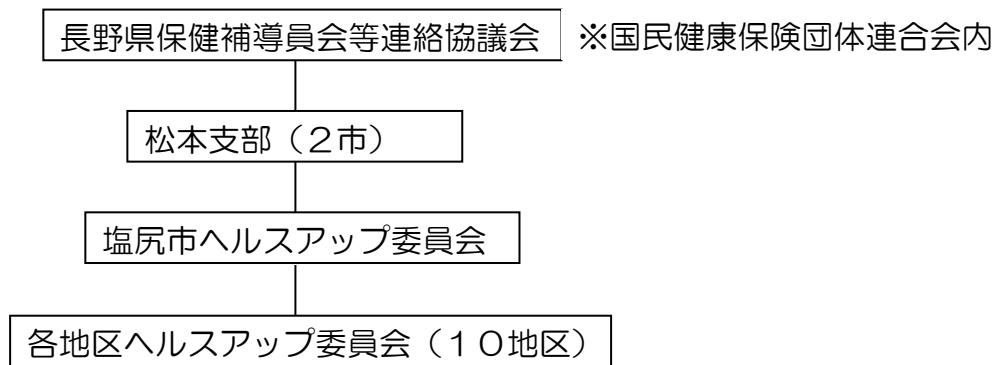 長野県保健補導員会等連絡協議会 ※国民健康保険団体連合会内
松本支部（２市）
塩尻市ヘルスアップ委員会
各地区ヘルスアップ委員会（１０地区）